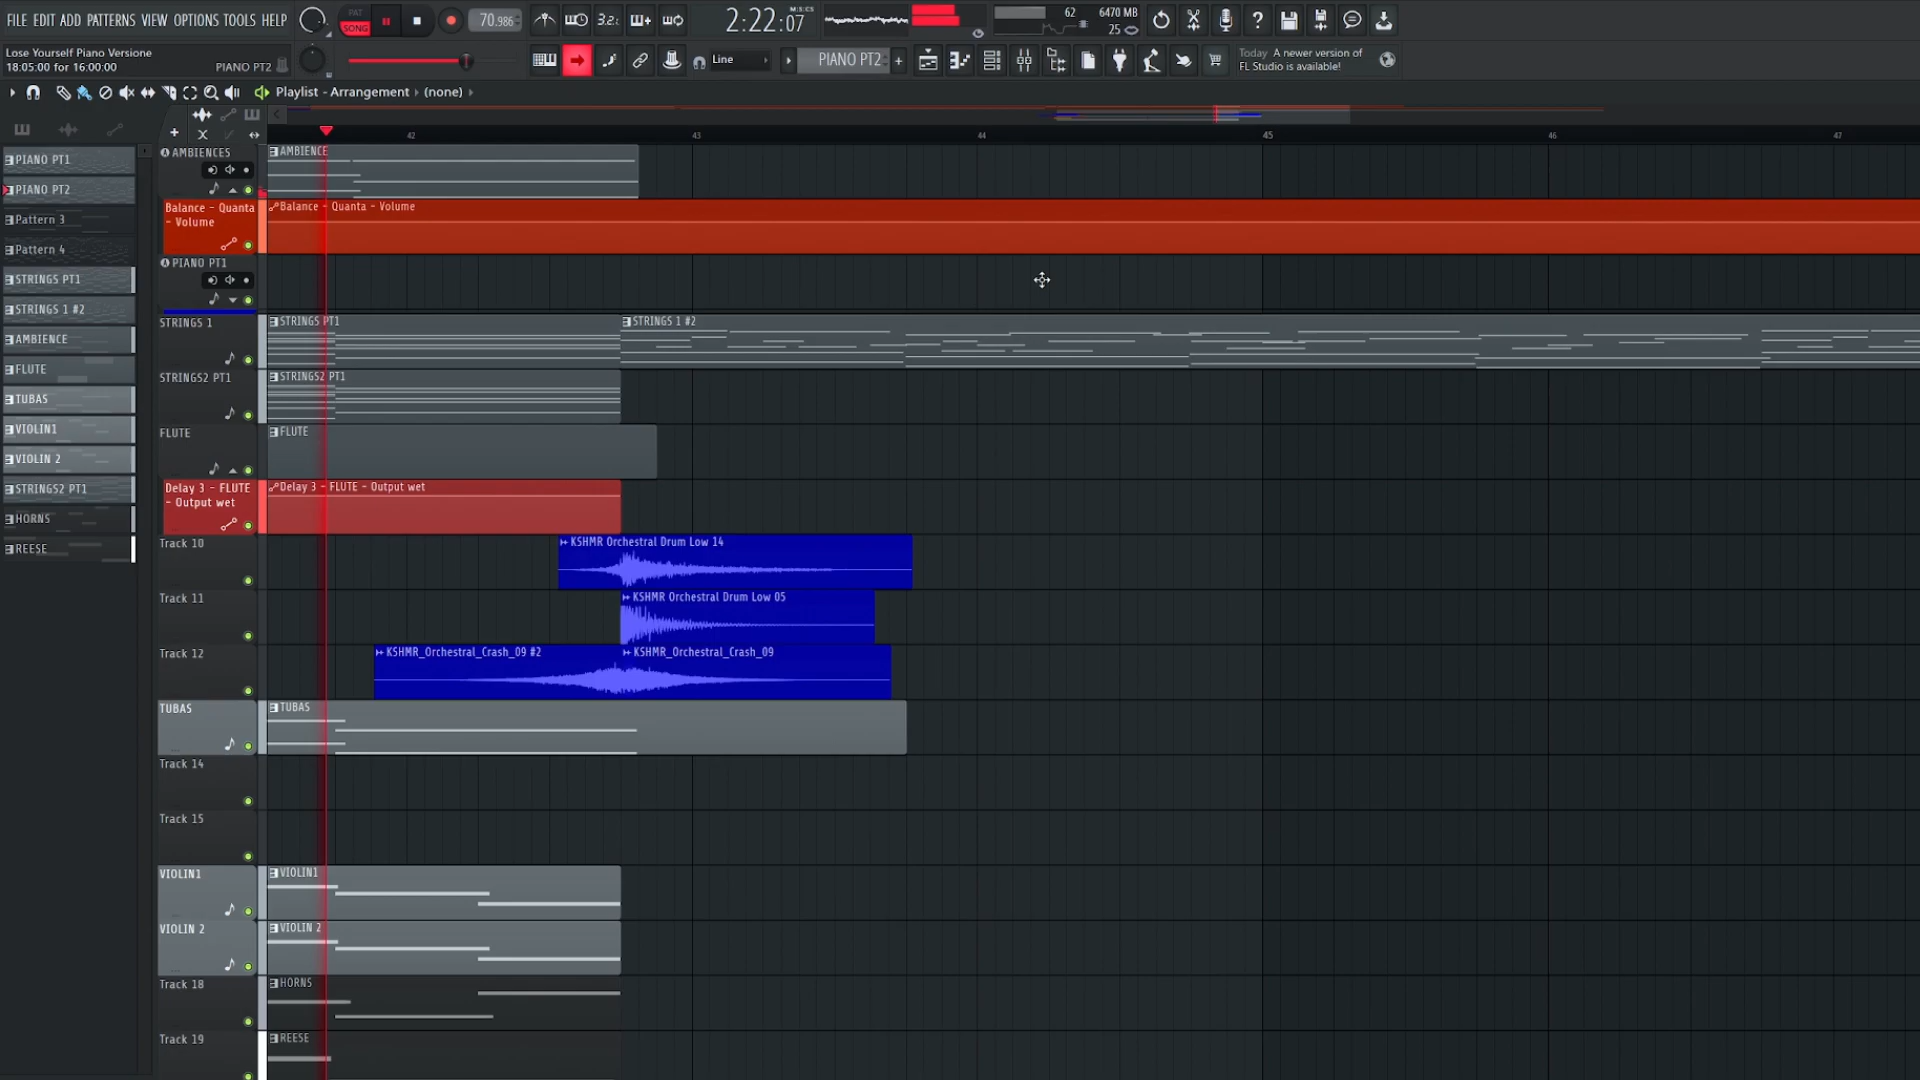 FILE EDIT ADD PATTERNS VIEW OPTIONS TOOLS HELP
PAT
SONG
70.986
3.2.
2:22:07
M:S:CS
62
6470 MB
25
Lose Yourself Piano Versione
18:05:00 for 16:00:00
PIANO PT2
Line
PIANO PT2
Today A newer version of
FL Studio is available!
Playlist - Arrangement
(none)
42
43
44
45
46
47
PIANO PT1
PIANO PT2
Pattern 3
Pattern 4
STRINGS PT1
STRINGS 1 #2
AMBIENCE
FLUTE
TUBAS
VIOLIN1
VIOLIN 2
STRINGS2 PT1
HORNS
REESE
AMBIENCES
AMBIENCE
Balance - Quanta
- Volume
Balance - Quanta - Volume
PIANO PT1
STRINGS 1
STRINGS PT1
STRINGS 1 #2
STRINGS2 PT1
STRINGS2 PT1
FLUTE
FLUTE
Delay 3 - FLUTE
- Output wet
Delay 3 - FLUTE - Output wet
Track 10
KSHMR Orchestral Drum Low 14
Track 11
KSHMR Orchestral Drum Low 05
Track 12
KSHMR_Orchestral_Crash_09 #2
KSHMR_Orchestral_Crash_09
TUBAS
TUBAS
Track 14
Track 15
VIOLIN1
VIOLIN1
VIOLIN 2
VIOLIN 2
Track 18
HORNS
Track 19
REESE